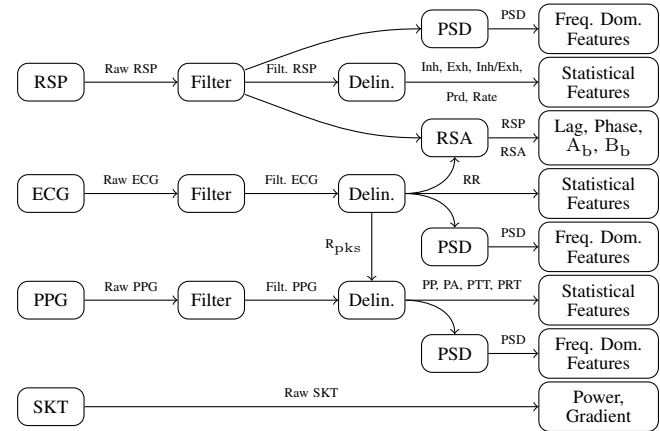 PSD
PSD
Freq. Dom.
Features
RSP
Raw RSP
Filter
Filt. RSP
Delin.
Inh, Exh, Inh/Exh,
Prd, Rate
Statistical
Features
RSA
RSP
RSA
Lag, Phase,
A_b, B_b
ECG
Raw ECG
Filter
Filt. ECG
Delin.
RR
Statistical
Features
PSD
PSD
Freq. Dom.
Features
R_pks
PPG
Raw PPG
Filter
Filt. PPG
Delin.
PP, PA, PTT, PRT
Statistical
Features
PSD
PSD
Freq. Dom.
Features
SKT
Raw SKT
Power,
Gradient